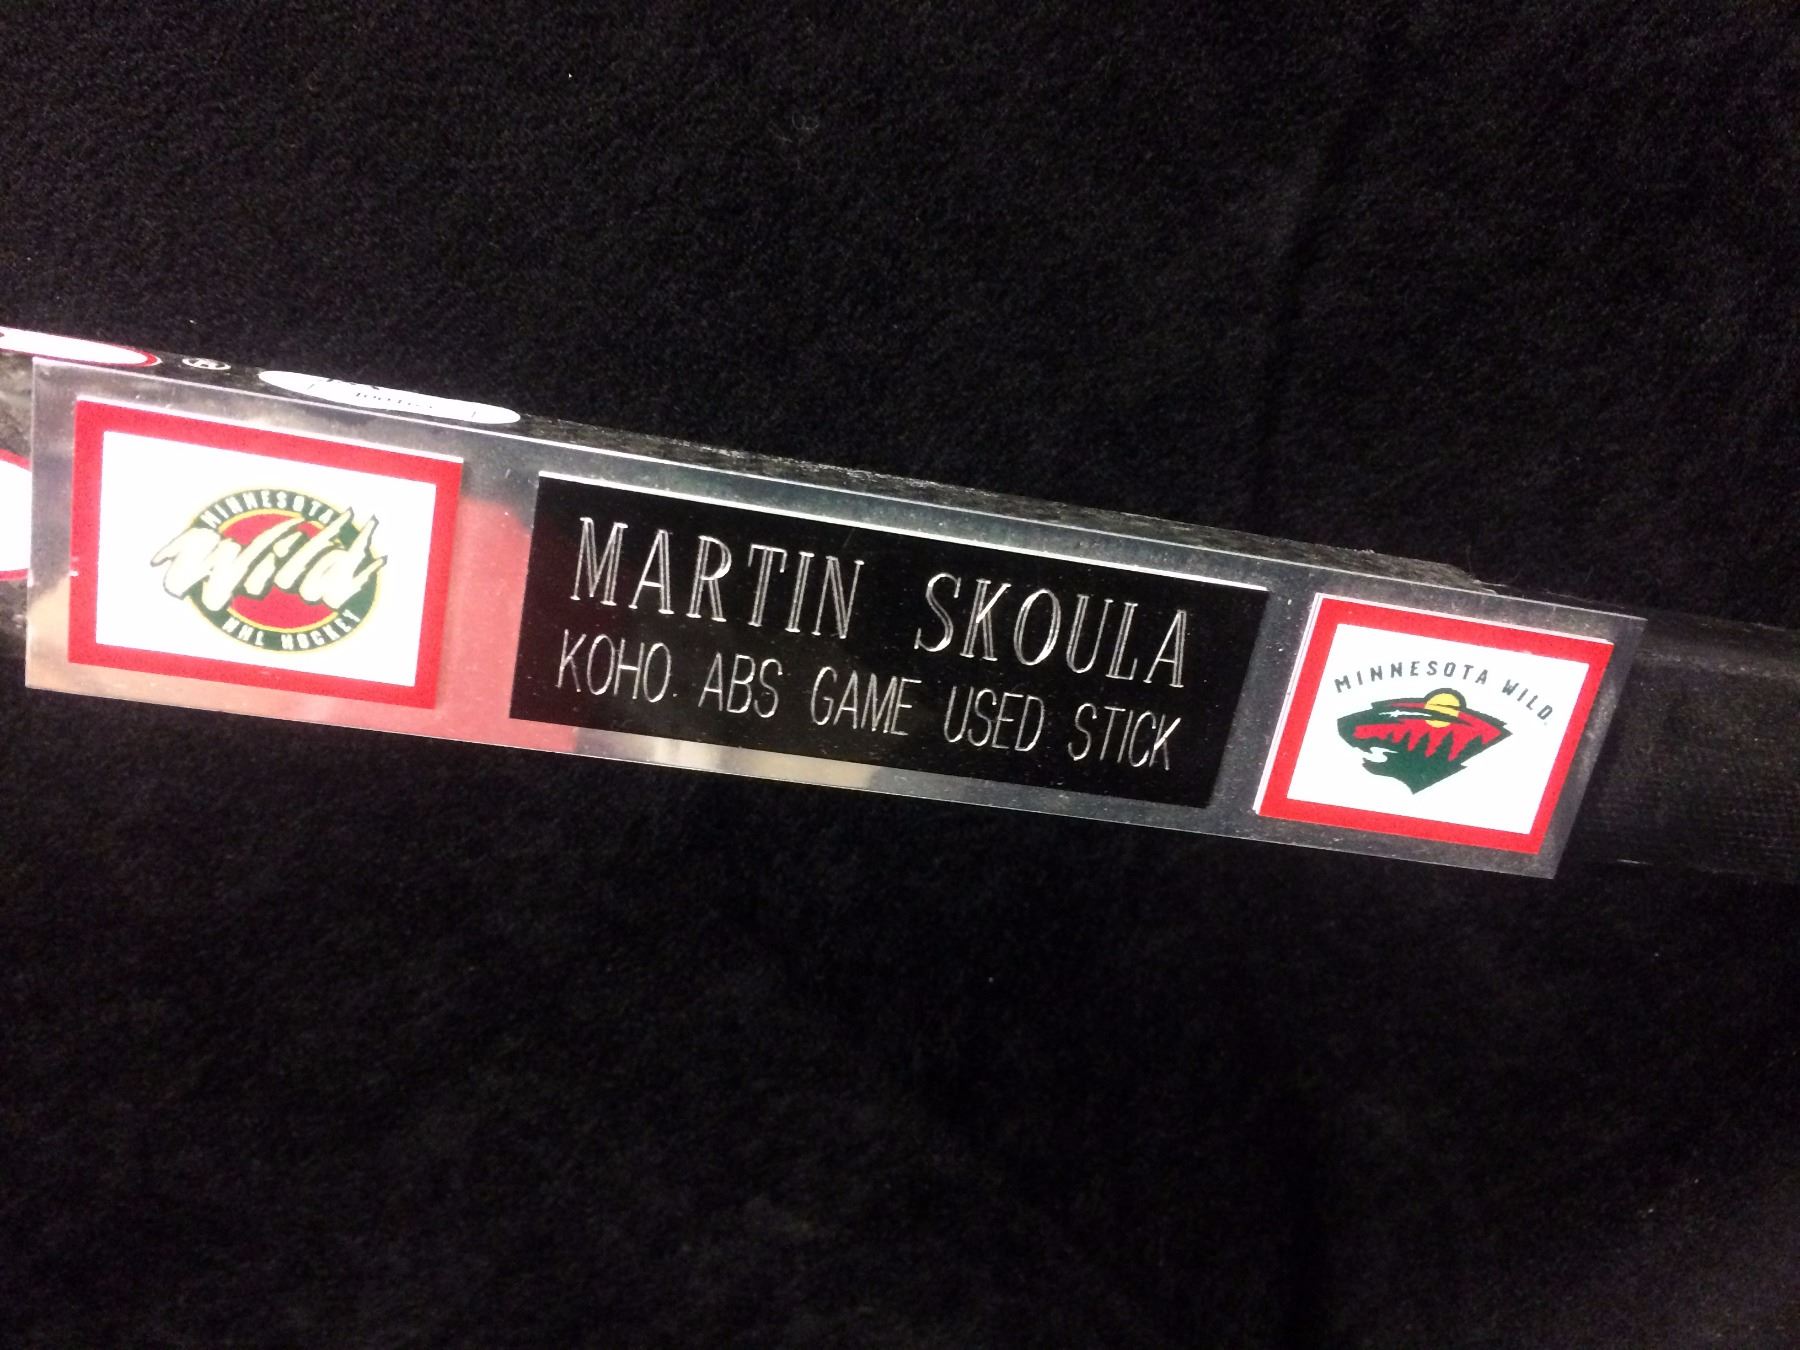 MINNESOTA
Wild
NHL HOCKEY
MARTIN SKOULA
KOHO ABS GAME USED STICK
MINNESOTA WILD